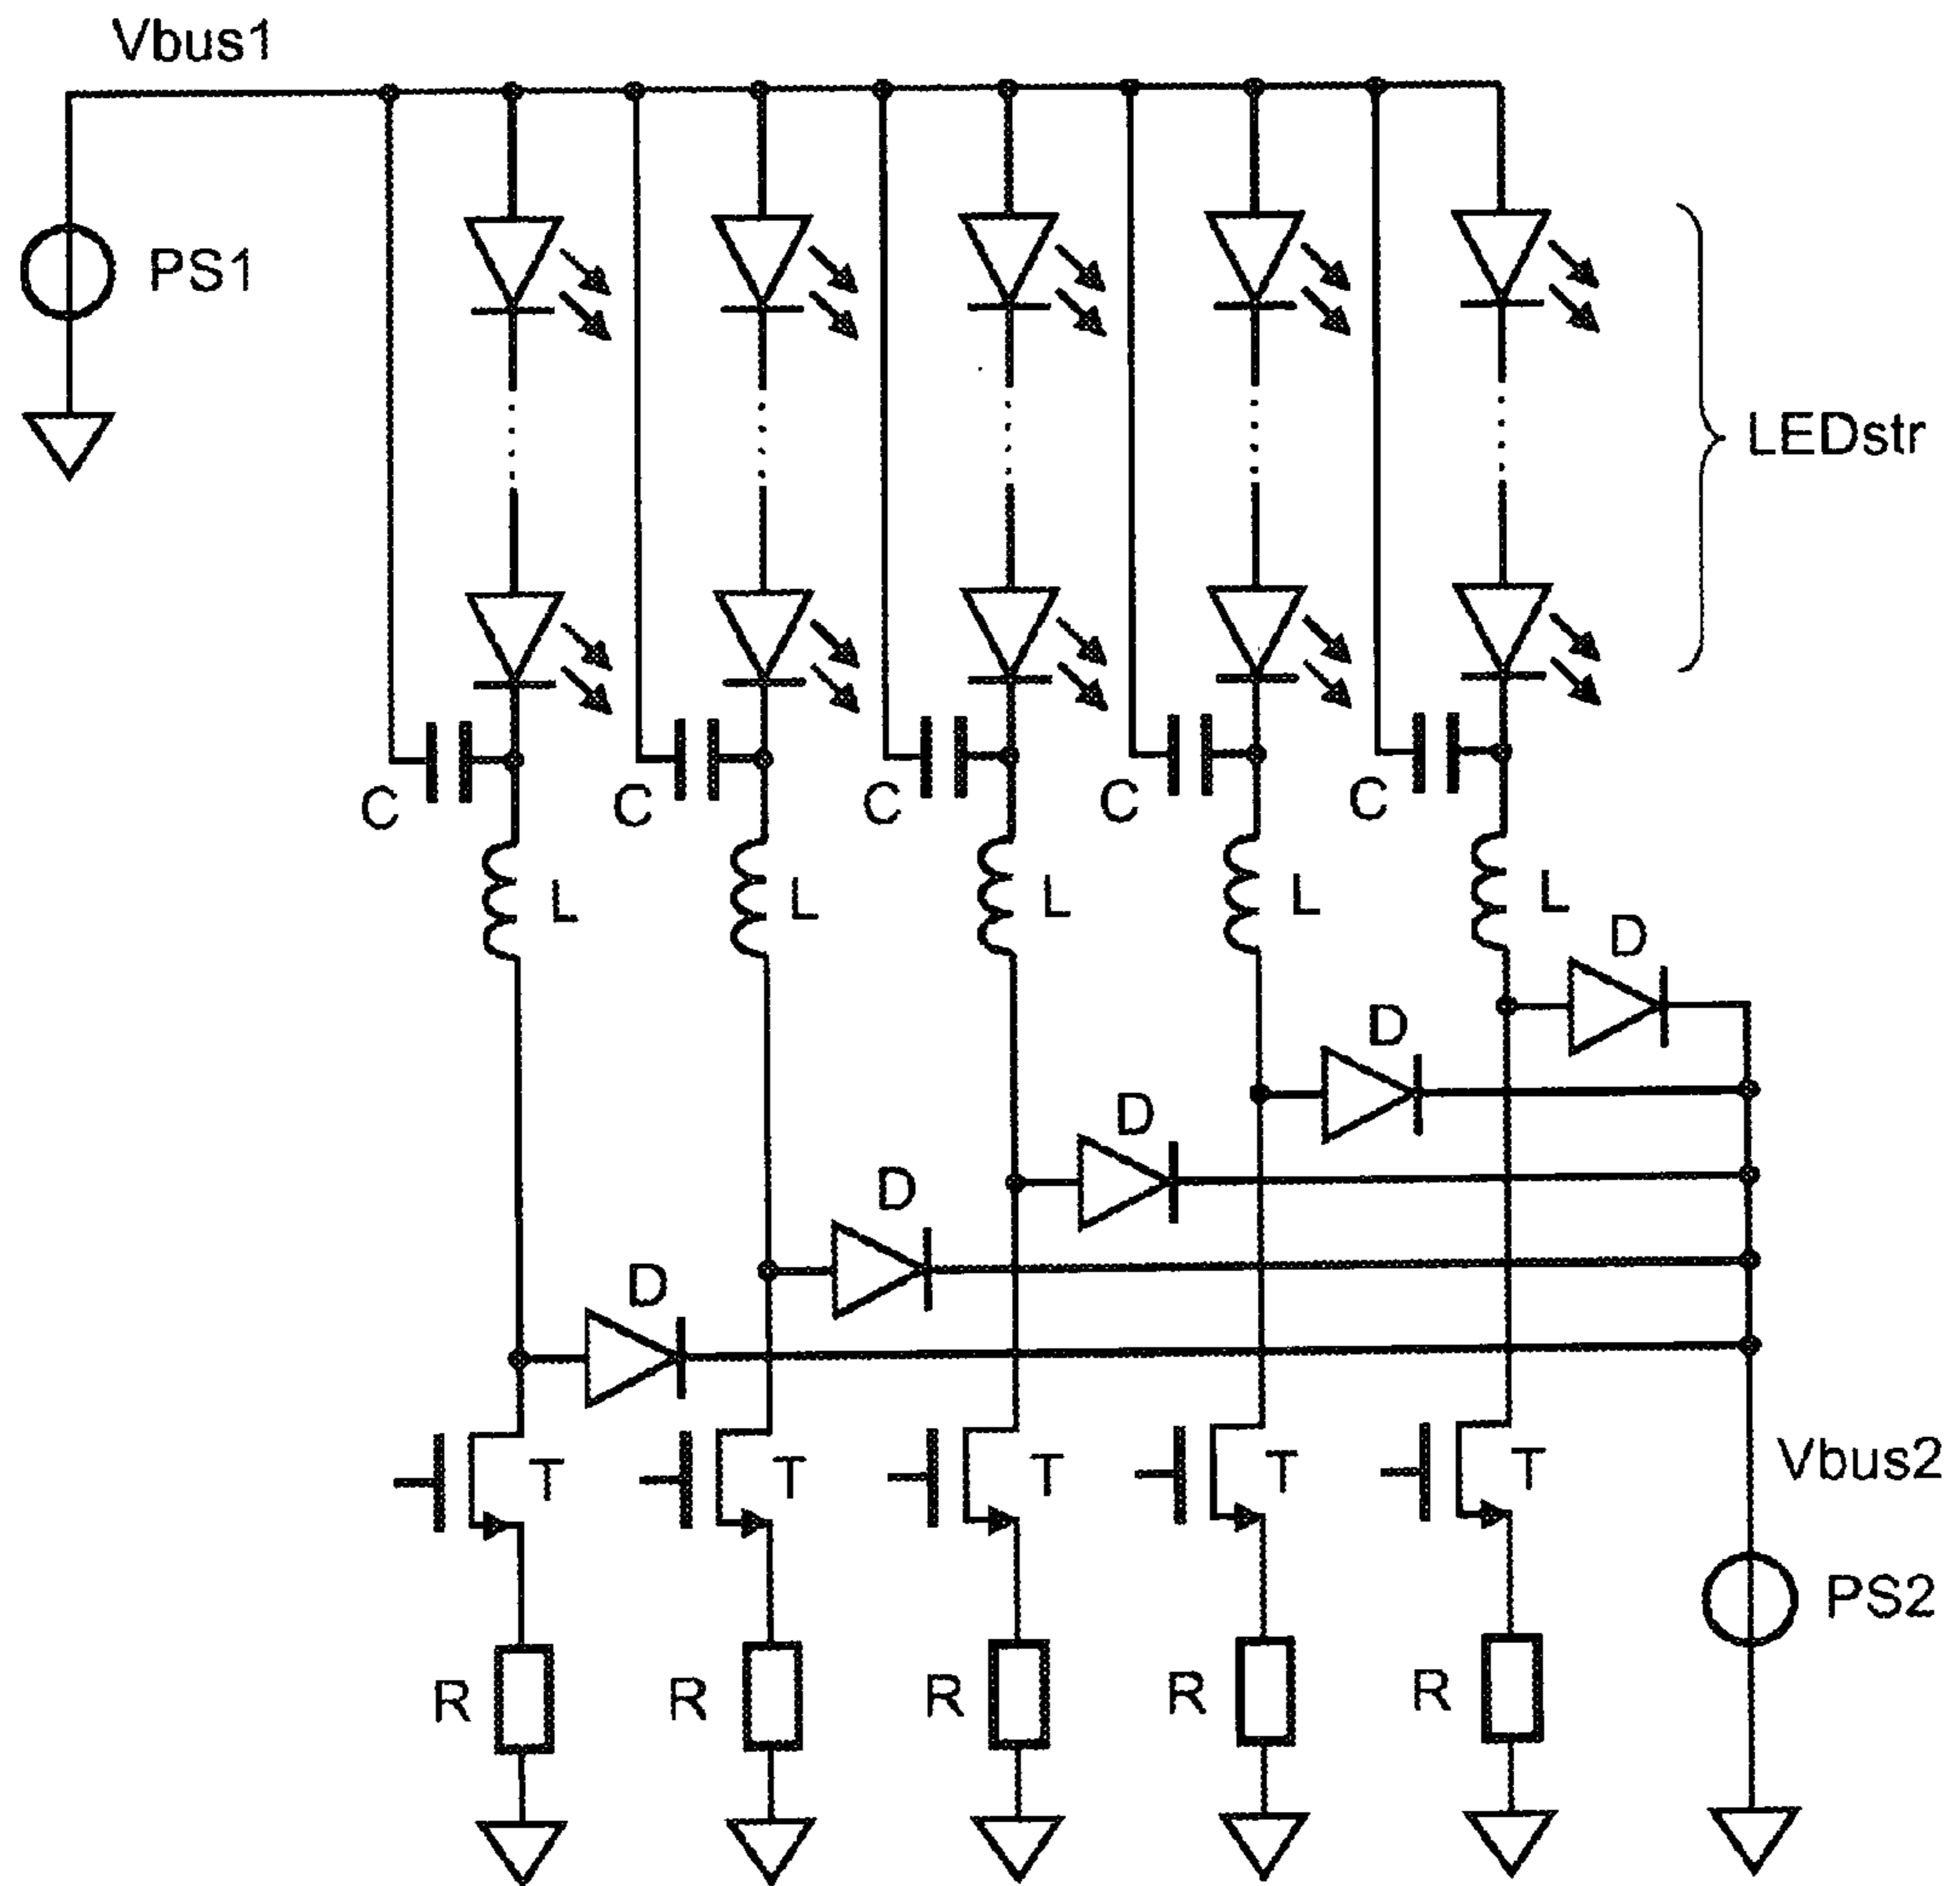 Vbus1
PS1
LEDstr
C C C C C
L L L L L
D
D
D
D
D
T T T T T
Vbus2
PS2
R R R R R